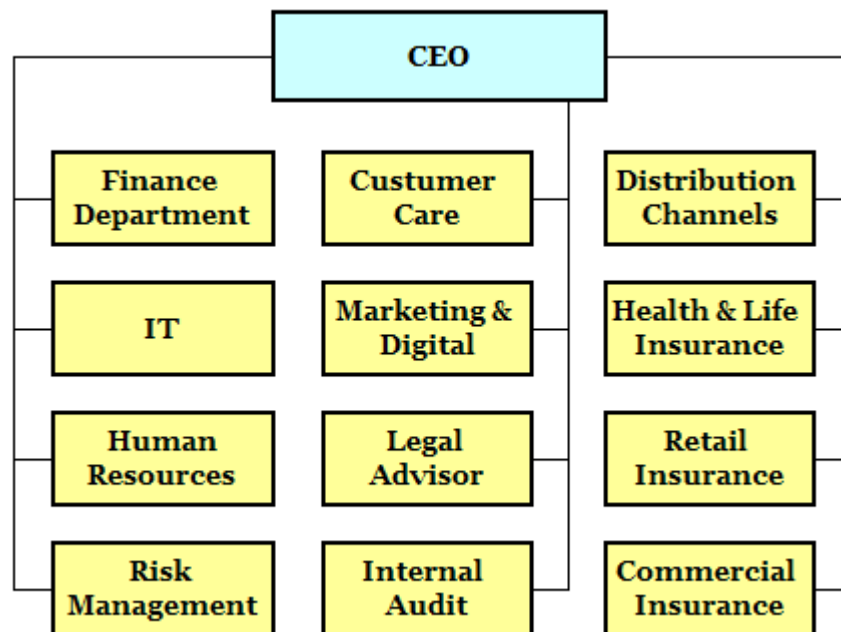 CEO
Finance
Department
Custumer
Care
Distribution
Channels
IT
Marketing &
Digital
Health & Life
Insurance
Human
Resources
Legal
Advisor
Retail
Insurance
Risk
Management
Internal
Audit
Commercial
Insurance